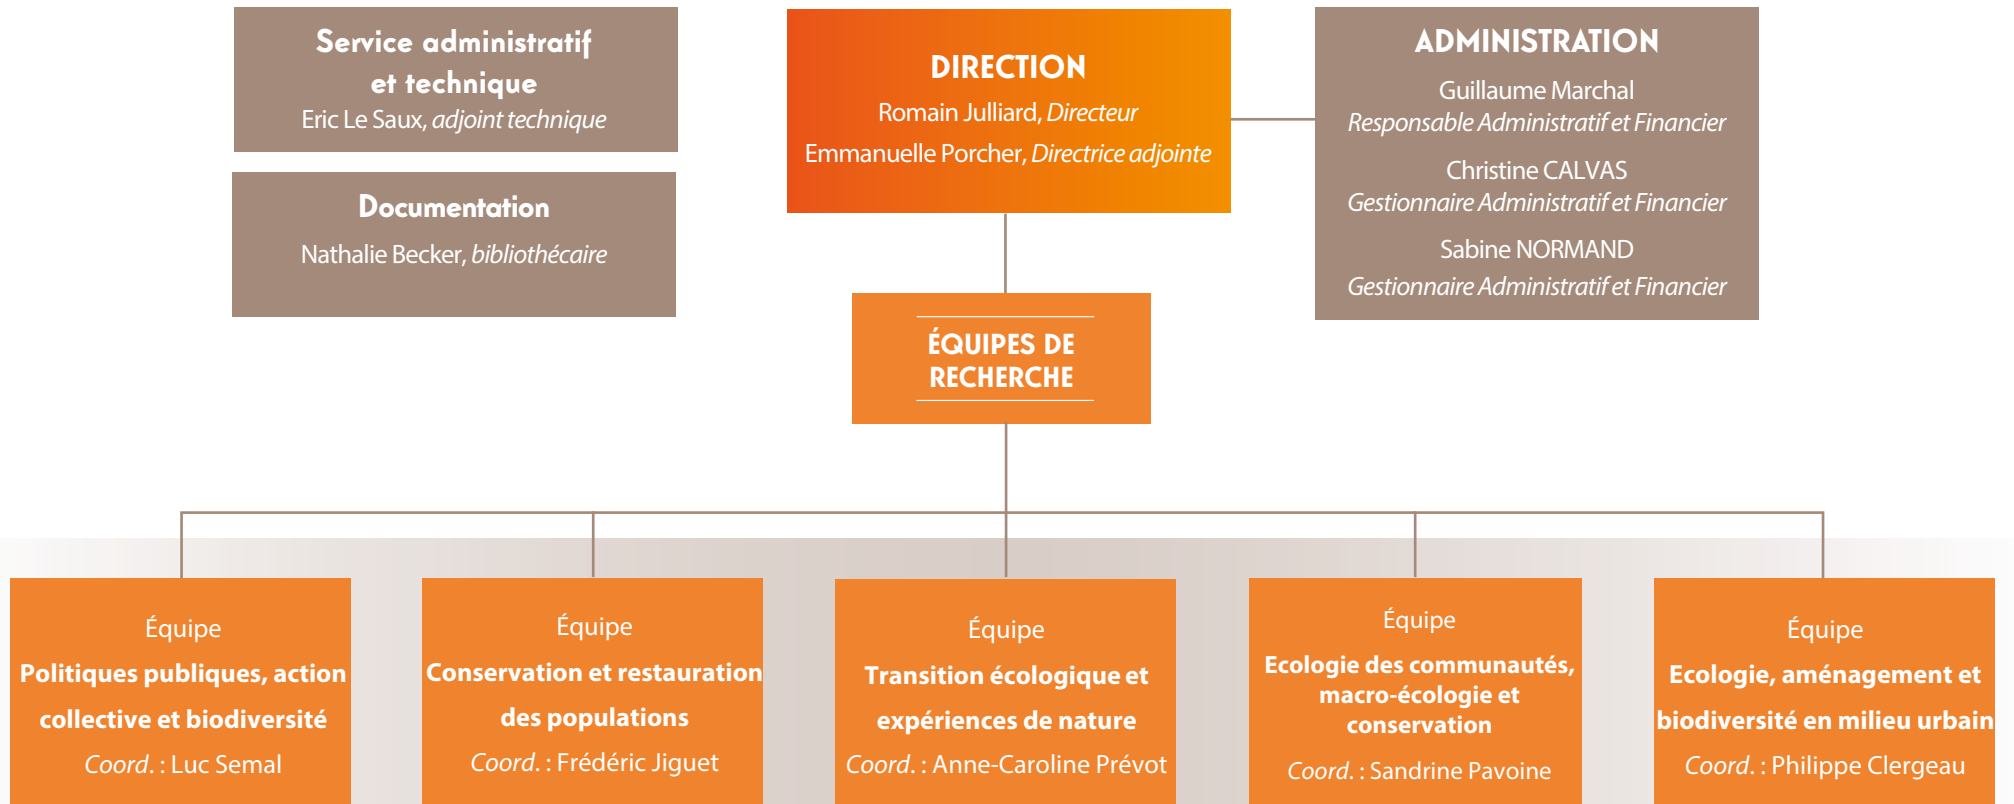 Service administratif
et technique
Eric Le Saux, adjoint technique
Documentation
Nathalie Becker, bibliothécaire
DIRECTION
Romain Julliard, Directeur
Emmanuelle Porcher, Directrice adjointe
ADMINISTRATION
Guillaume Marchal
Responsable Administratif et Financier
Christine CALVAS
Gestionnaire Administratif et Financier
Sabine NORMAND
Gestionnaire Administratif et Financier
ÉQUIPES DE
RECHERCHE
Équipe
Politiques publiques, action
collective et biodiversité
Coord. : Luc Semal
Équipe
Conservation et restauration
des populations
Coord. : Frédéric Jiguet
Équipe
Transition écologique et
expériences de nature
Coord. : Anne-Caroline Prévot
Équipe
Ecologie des communautés,
macro-écologie et
conservation
Coord. : Sandrine Pavoine
Équipe
Ecologie, aménagement et
biodiversité en milieu urbain
Coord. : Philippe Clergeau